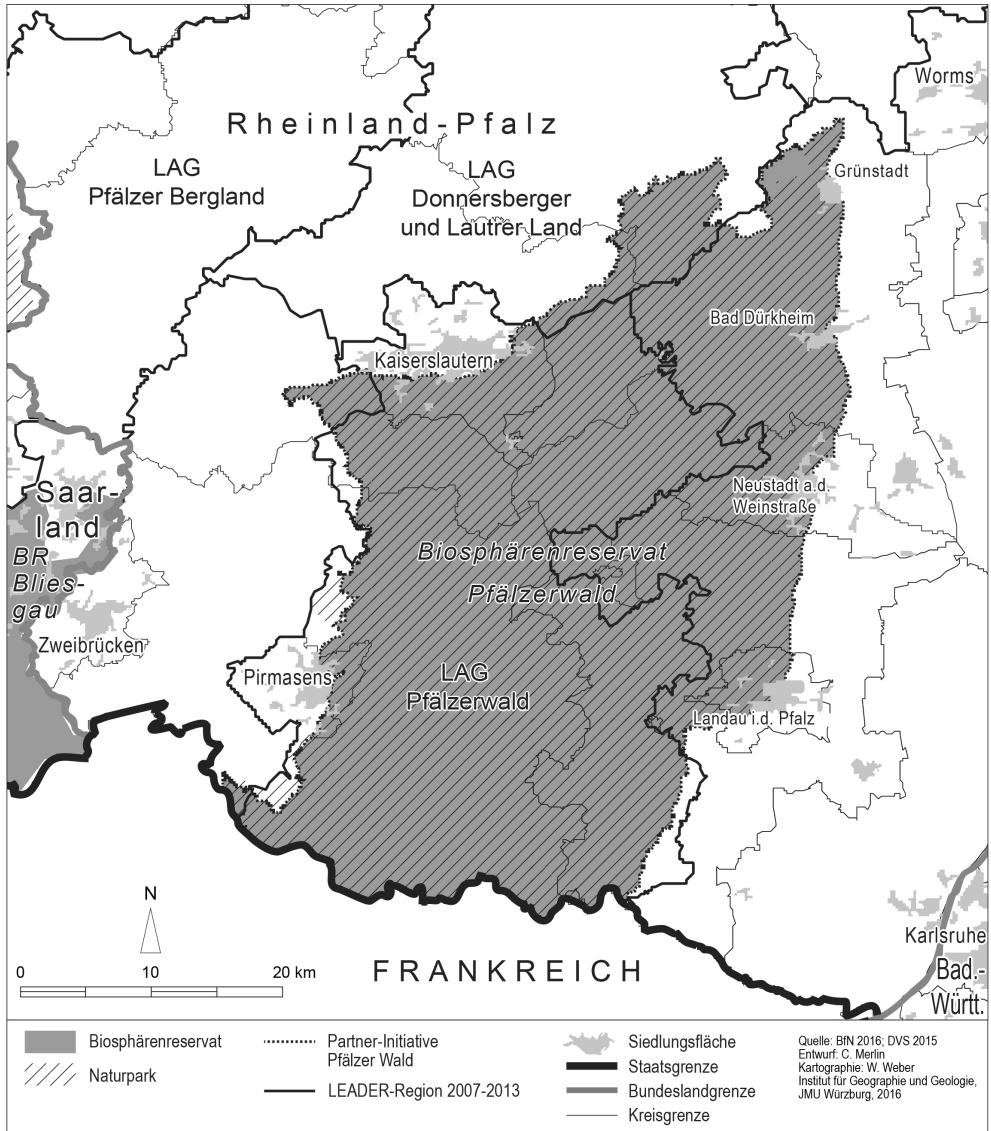 Worms
Rheinland-Pfalz
LAG
Pfälzer Bergland
LAG
Donnersberger
und Lautrer Land
Grünstadt
Bad Dürkheim
Kaiserslautern
Saar-
land
BR
Blies-
gau
Neustadt a.d.
Weinstraße
Biosphärenreservat
Pfälzerwald
Zweibrücken
Pirmasens
LAG
Pfälzerwald
Landau i.d. Pfalz
N
0 10 20 km
FRANKREICH
Karlsruhe
Bad.-
Württ.
Biosphärenreservat
Naturpark
Partner-Initiative
Pfälzer Wald
LEADER-Region 2007-2013
Siedlungsfläche
Staatsgrenze
Bundeslandgrenze
Kreisgrenze
Quelle: BfN 2016; DVS 2015
Entwurf: C. Merlin
Kartographie: W. Weber
Institut für Geographie und Geologie,
JMU Würzburg, 2016